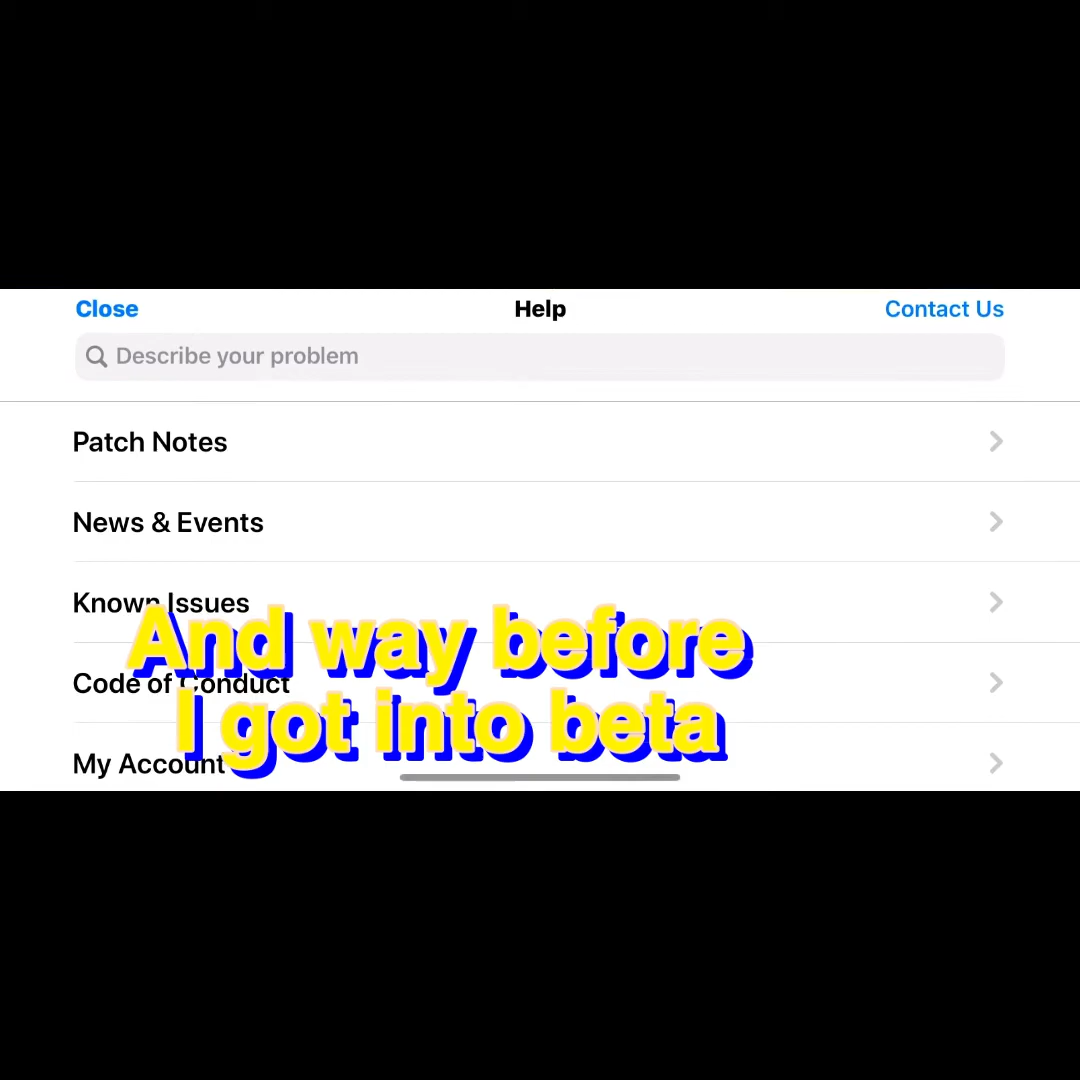 Close
Help
Contact Us
Describe your problem
Patch Notes
News & Events
Known Issues
And way before
Code of Conduct
I got into beta
My Account